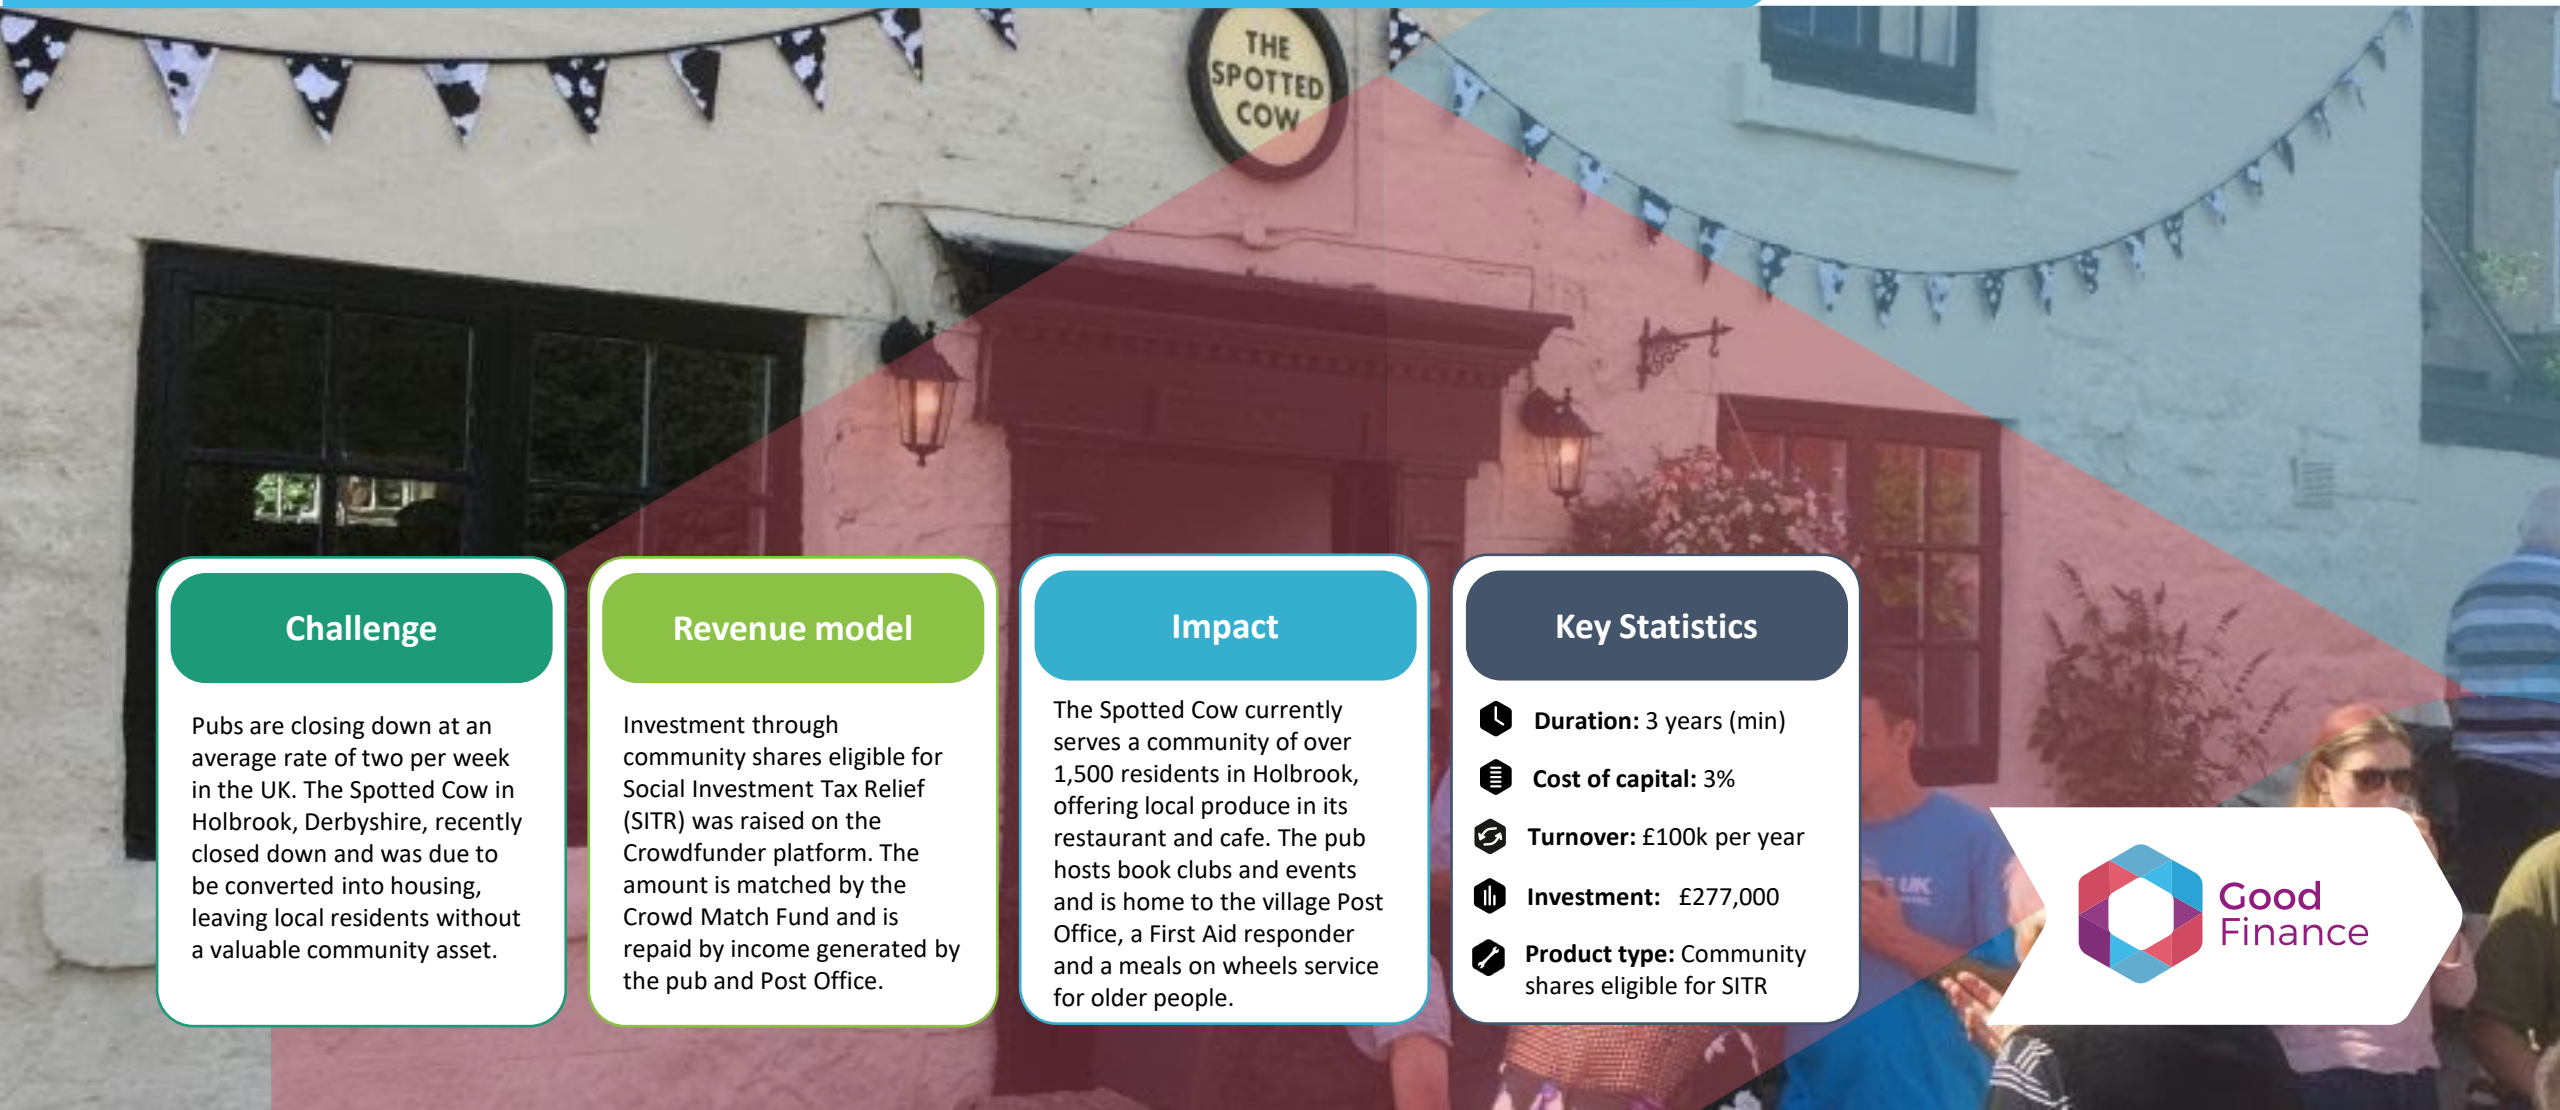 THE
SPOTTED
COW
Challenge
Pubs are closing down at an
average rate of two per week
in the UK. The Spotted Cow in
Holbrook, Derbyshire, recently
closed down and was due to
be converted into housing,
leaving local residents without
a valuable community asset.
Revenue model
Investment through
community shares eligible for
Social Investment Tax Relief
(SITR) was raised on the
Crowdfunder platform. The
amount is matched by the
Crowd Match Fund and is
repaid by income generated by
the pub and Post Office.
Impact
The Spotted Cow currently
serves a community of over
1,500 residents in Holbrook,
offering local produce in its
restaurant and cafe. The pub
hosts book clubs and events
and is home to the village Post
Office, a First Aid responder
and a meals on wheels service
for older people.
Key Statistics
Duration: 3 years (min)
Cost of capital: 3%
Turnover: £100k per year
Investment: £277,000
Product type: Community
shares eligible for SITR
UK
Good
Finance